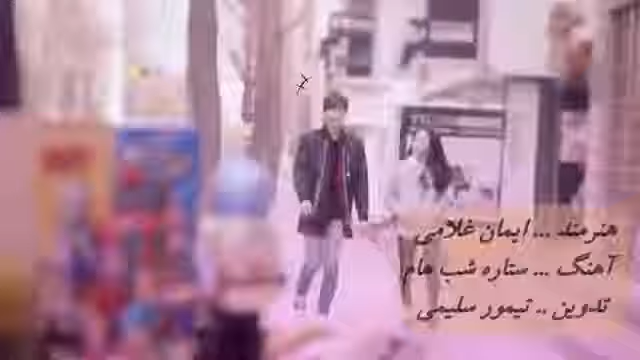 هنرمند ... ایمان غلامی
آهنگ ... ستاره شب هام
تدوین .. تیمور سلیمی